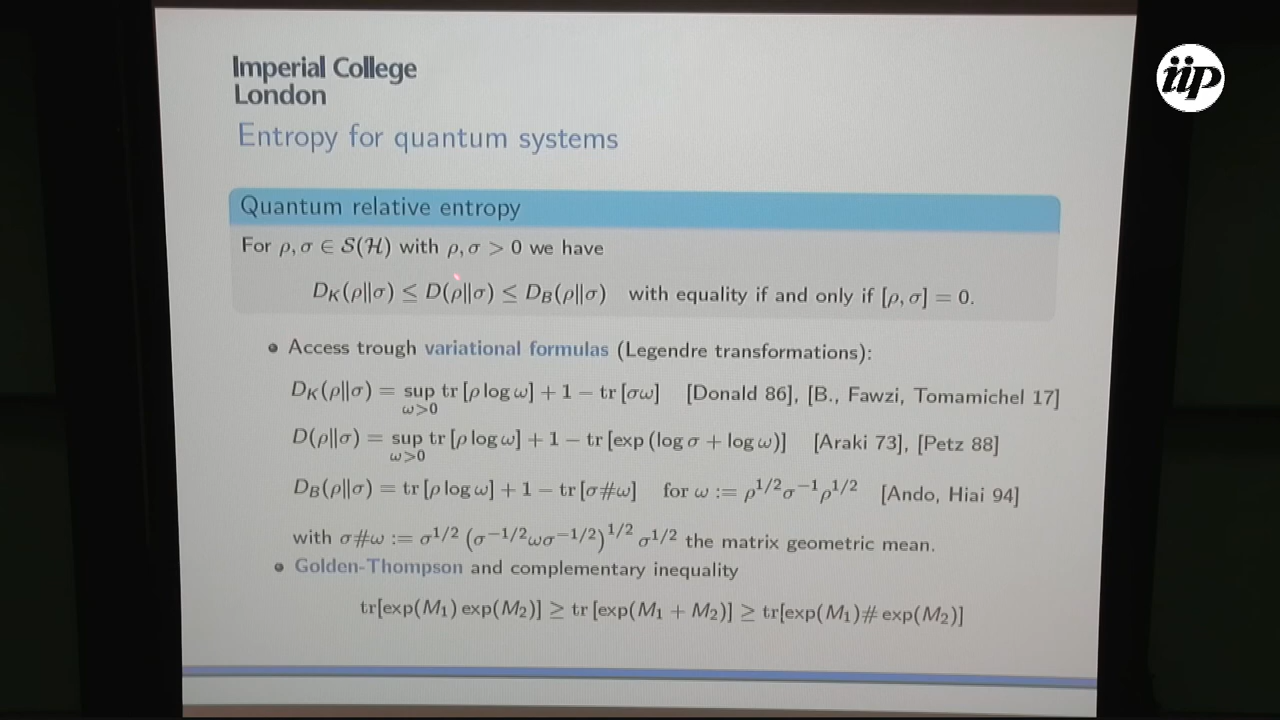 Imperial College
London
iip
Entropy for quantum systems
Quantum relative entropy
For ρ, σ ∈ S(H) with ρ, σ > 0 we have
D_K(ρ‖σ) ≤ D(ρ‖σ) ≤ D_B(ρ‖σ) with equality if and only if [ρ, σ] = 0.
• Access trough variational formulas (Legendre transformations):
D_K(ρ‖σ) = sup_{ω>0} tr [ρ log ω] + 1 − tr [σω] [Donald 86], [B., Fawzi, Tomamichel 17]
D(ρ‖σ) = sup_{ω>0} tr [ρ log ω] + 1 − tr [exp (log σ + log ω)] [Araki 73], [Petz 88]
D_B(ρ‖σ) = tr [ρ log ω] + 1 − tr [σ#ω] for ω := ρ^{1/2}σ^{−1}ρ^{1/2} [Ando, Hiai 94]
with σ#ω := σ^{1/2} (σ^{−1/2}ωσ^{−1/2})^{1/2} σ^{1/2} the matrix geometric mean.
• Golden-Thompson and complementary inequality
tr[exp(M_1) exp(M_2)] ≥ tr [exp(M_1 + M_2)] ≥ tr[exp(M_1)# exp(M_2)]